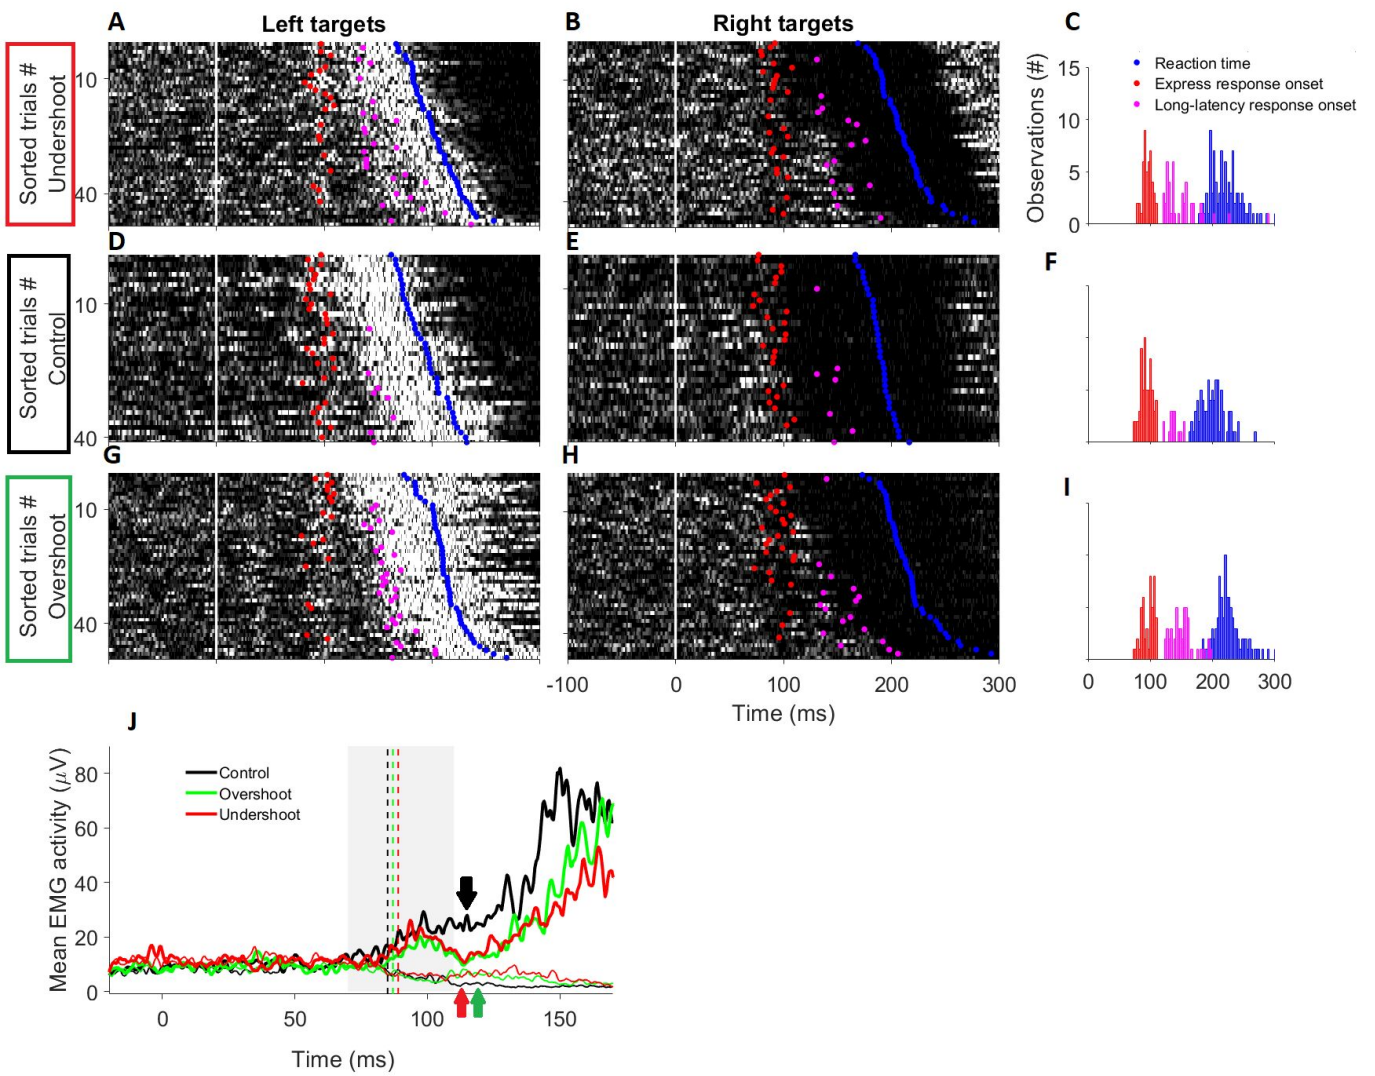 A
Left targets
B
Right targets
C
Sorted trials #
Undershoot
10
40
Observations (#)
15
10
5
0
Reaction time
Express response onset
Long-latency response onset
D
E
F
Sorted trials #
Control
10
40
G
H
I
Sorted trials #
Overshoot
10
40
-100 0 100 200 300
Time (ms)
0 100 200 300
J
Mean EMG activity (μV)
80
60
40
20
0
Control
Overshoot
Undershoot
0 50 100 150
Time (ms)